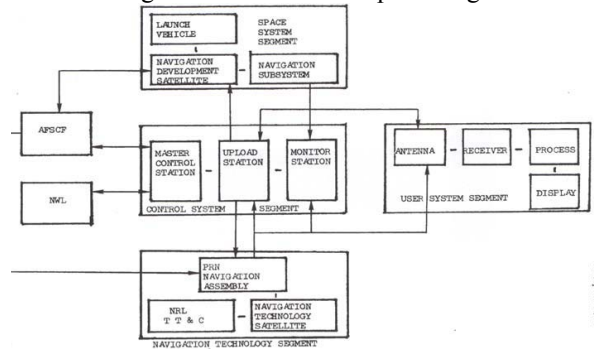 LAUNCH
VEHICLE
SPACE
SYSTEM
SEGMENT
NAVIGATION
DEVELOPMENT
SATELLITE
NAVIGATION
SUBSYSTEM
AFSCF
NWL
MASTER
CONTROL
STATION
UPLOAD
STATION
MONITOR
STATION
CONTROL SYSTEM SEGMENT
ANTENNA
RECEIVER
PROCESS
DISPLAY
USER SYSTEM SEGMENT
PRN
NAVIGATION
ASSEMBLY
NRL
T T & C
NAVIGATION
TECHNOLOGY
SATELLITE
NAVIGATION TECHNOLOGY SEGMENT